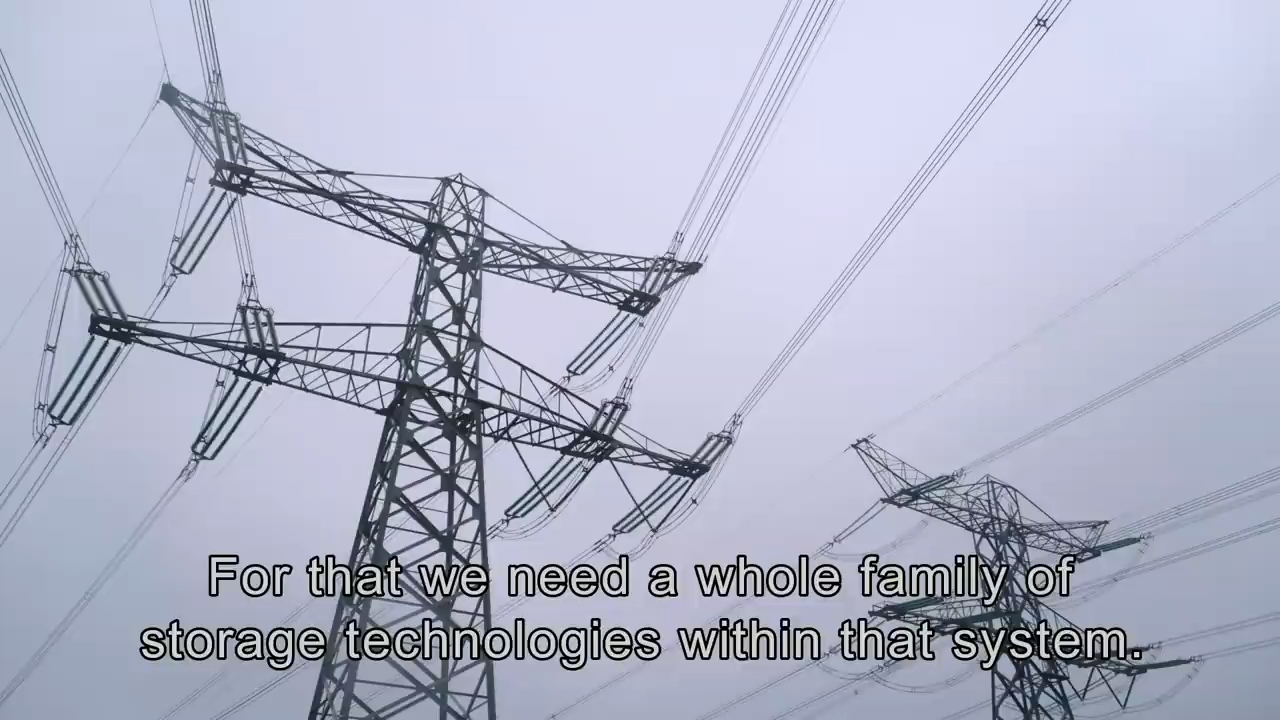 For that we need a whole family of
storage technologies within that system.